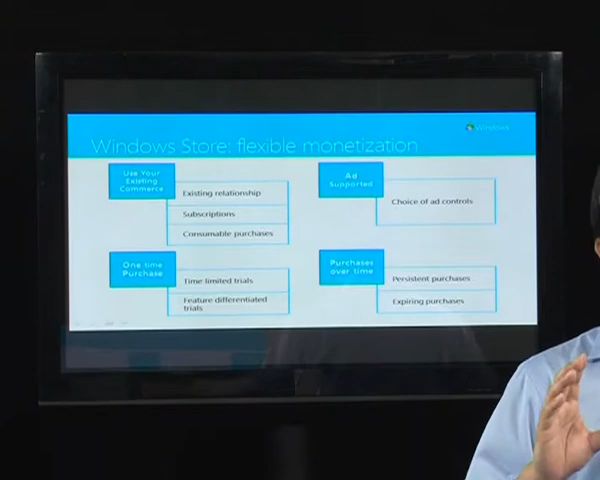 Windows
Windows Store: flexible monetization
Use Your
Existing
Commerce
Existing relationship
Subscriptions
Consumable purchases
Ad
Supported
Choice of ad controls
One time
Purchase
Time limited trials
Feature differentiated
trials
Purchases
over time
Persistent purchases
Expiring purchases